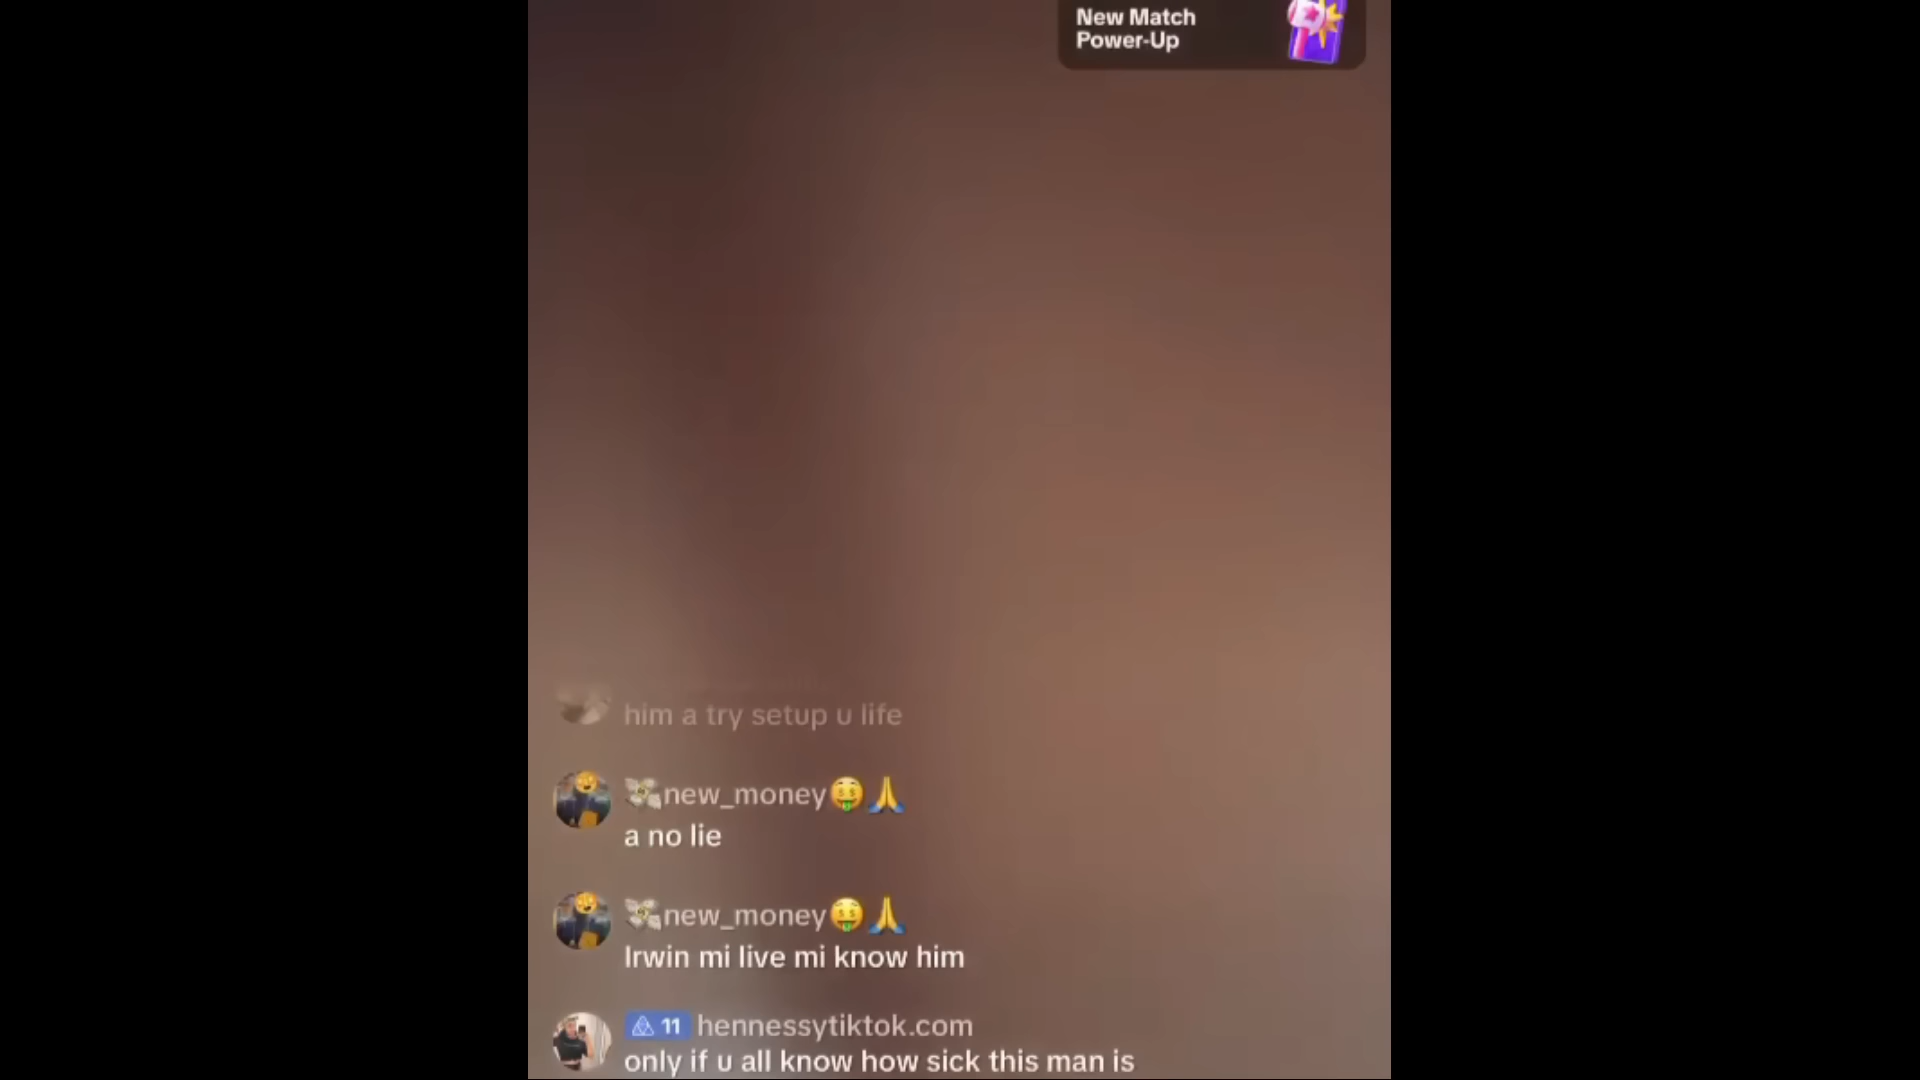 New Match
Power-Up
him a try setup u life
💸new_money🤑🙏
a no lie
💸new_money🤑🙏
Irwin mi live mi know him
11 hennessytiktok.com
only if u all know how sick this man is